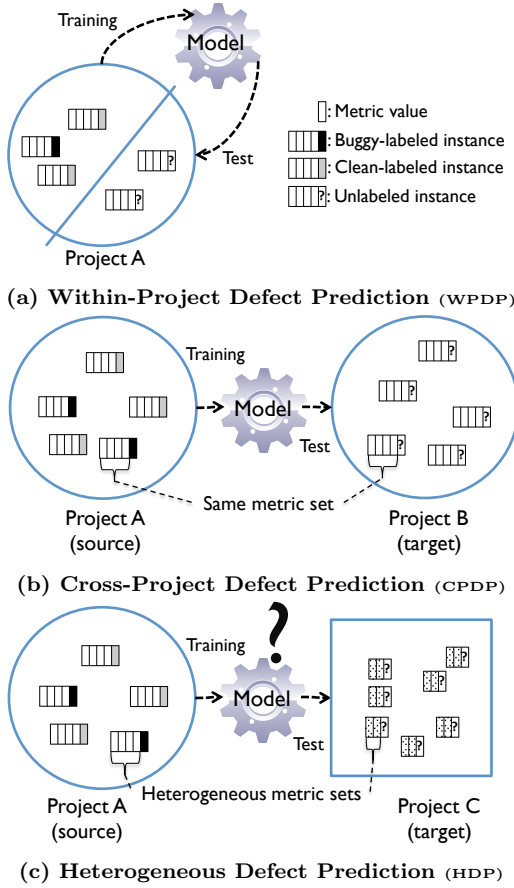 Training
Model
Test
?
?
Project A
: Metric value
: Buggy-labeled instance
: Clean-labeled instance
?: Unlabeled instance
(a) Within-Project Defect Prediction (WPDP)
Training
Model
Test
?
?
?
?
?
Same metric set
Project A
(source)
Project B
(target)
(b) Cross-Project Defect Prediction (CPDP)
?
Training
Model
Test
?
?
?
?
?
?
?
Heterogeneous metric sets
Project A
(source)
Project C
(target)
(c) Heterogeneous Defect Prediction (HDP)